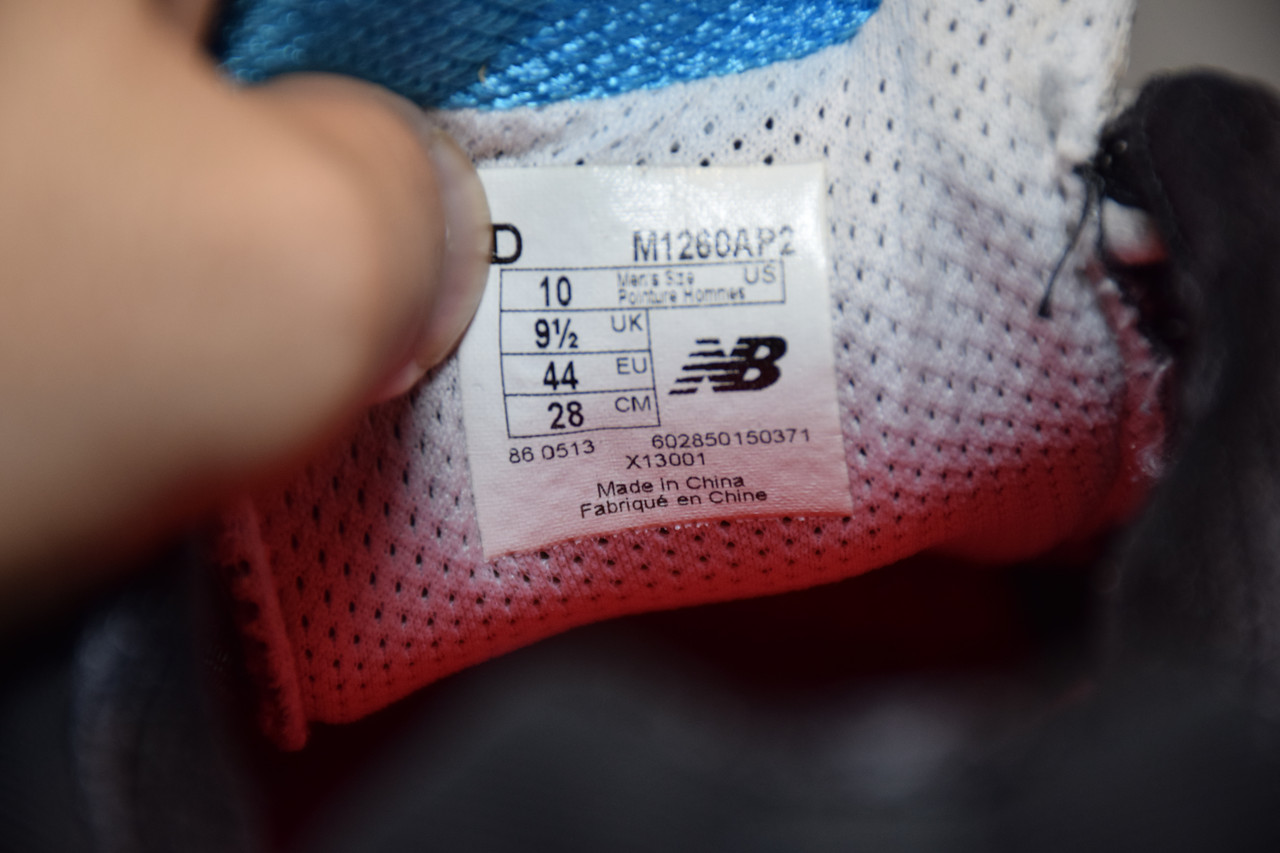 D M1260AP2
10 Men's Size Pointure Hommes US
9½ UK
44 EU
28 CM
NB
86 0513 602850150371
X13001
Made In China
Fabriqué en Chine